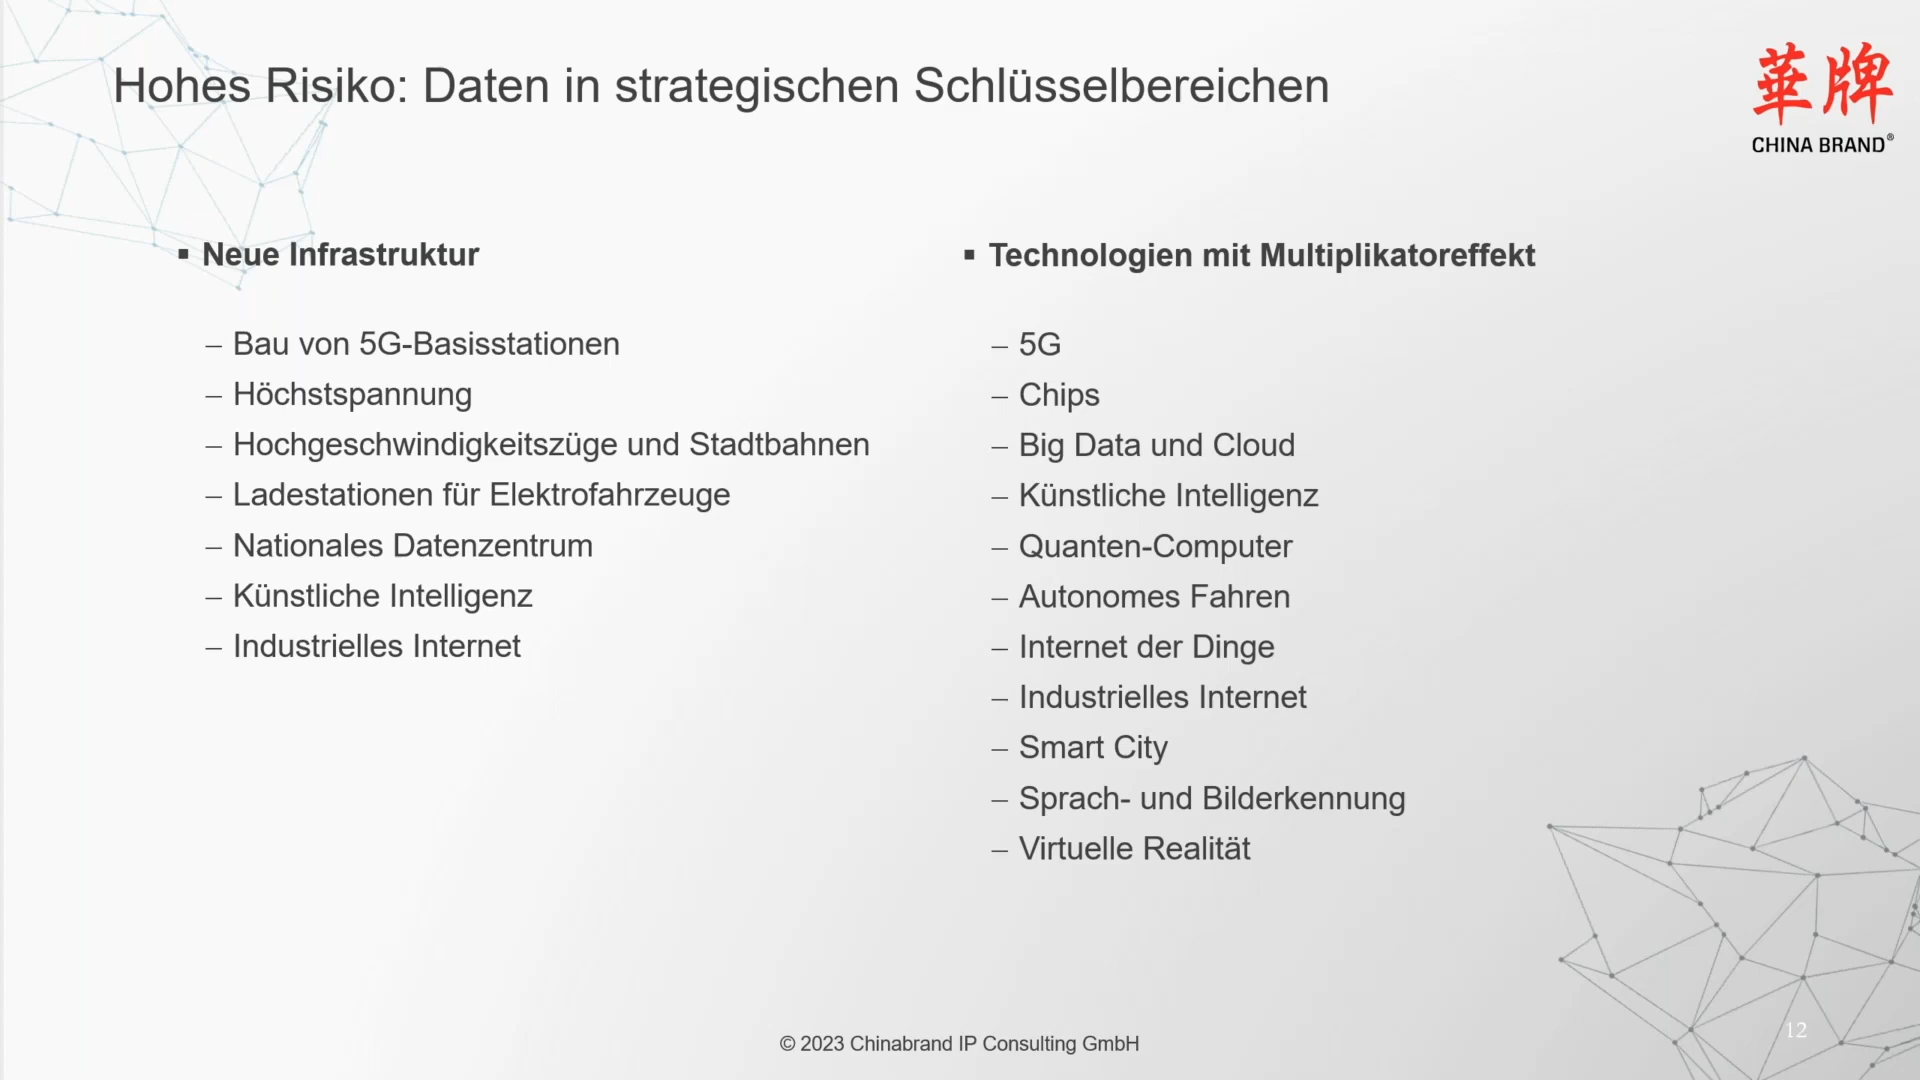 Hohes Risiko: Daten in strategischen Schlüsselbereichen
華牌
CHINA BRAND®
▪ Neue Infrastruktur
– Bau von 5G-Basisstationen
– Höchstspannung
– Hochgeschwindigkeitszüge und Stadtbahnen
– Ladestationen für Elektrofahrzeuge
– Nationales Datenzentrum
– Künstliche Intelligenz
– Industrielles Internet
▪ Technologien mit Multiplikatoreffekt
– 5G
– Chips
– Big Data und Cloud
– Künstliche Intelligenz
– Quanten-Computer
– Autonomes Fahren
– Internet der Dinge
– Industrielles Internet
– Smart City
– Sprach- und Bilderkennung
– Virtuelle Realität
© 2023 Chinabrand IP Consulting GmbH
12